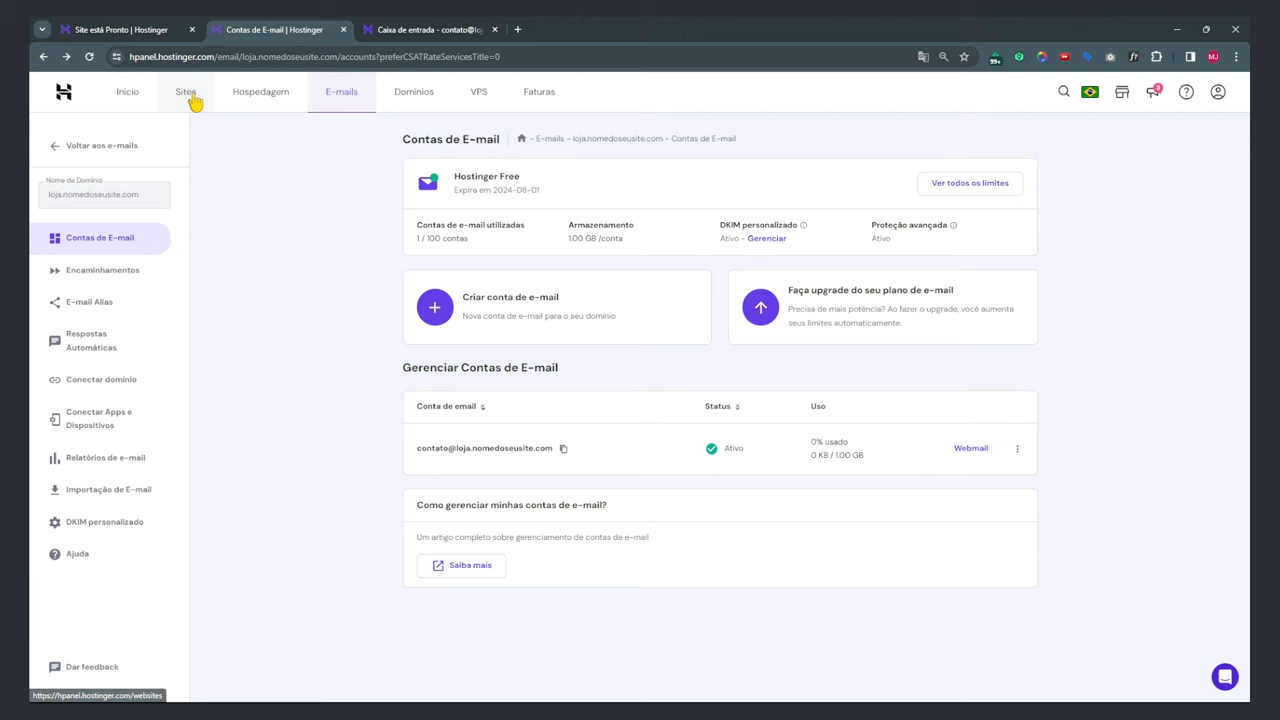 Site está Pronto | Hostinger
Contas de E-mail | Hostinger
Caixa de entrada - contato@loj
hpanel.hostinger.com/email/loja.nomedoseusite.com/accounts?preferCSATRateServicesTitle=0
99+
f?
MJ
Início
Sites
Hospedagem
E-mails
Domínios
VPS
Faturas
3
Voltar aos e-mails
Nome de Domínio
loja.nomedoseusite.com
Contas de E-mail
Encaminhamentos
E-mail Alias
Respostas
Automáticas
Conectar domínio
Conectar Apps e
Dispositivos
Relatórios de e-mail
Importação de E-mail
DKIM personalizado
Ajuda
Dar feedback
https://hpanel.hostinger.com/websites
Contas de E-mail
- E-mails - loja.nomedoseusite.com - Contas de E-mail
Hostinger Free
Expira em 2024-08-01
Ver todos os limites
Contas de e-mail utilizadas
1 / 100 contas
Armazenamento
1.00 GB /conta
DKIM personalizado
Ativo - Gerenciar
Proteção avançada
Ativo
Criar conta de e-mail
Nova conta de e-mail para o seu domínio
Faça upgrade do seu plano de e-mail
Precisa de mais potência? Ao fazer o upgrade, você aumenta
seus limites automaticamente.
Gerenciar Contas de E-mail
Conta de email
Status
Uso
contato@loja.nomedoseusite.com
Ativo
0% usado
0 KB / 1.00 GB
Webmail
Como gerenciar minhas contas de e-mail?
Um artigo completo sobre gerenciamento de contas de e-mail
Saiba mais